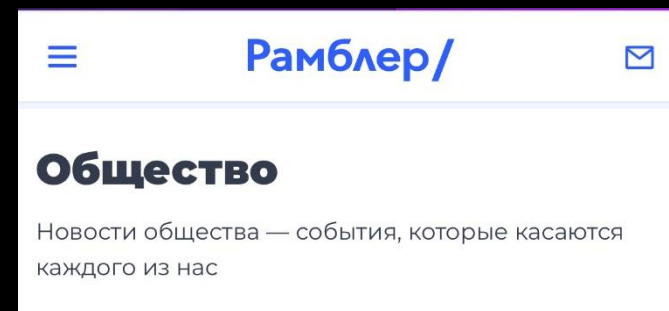 Рамблер/
Общество
Новости общества — события, которые касаются
каждого из нас